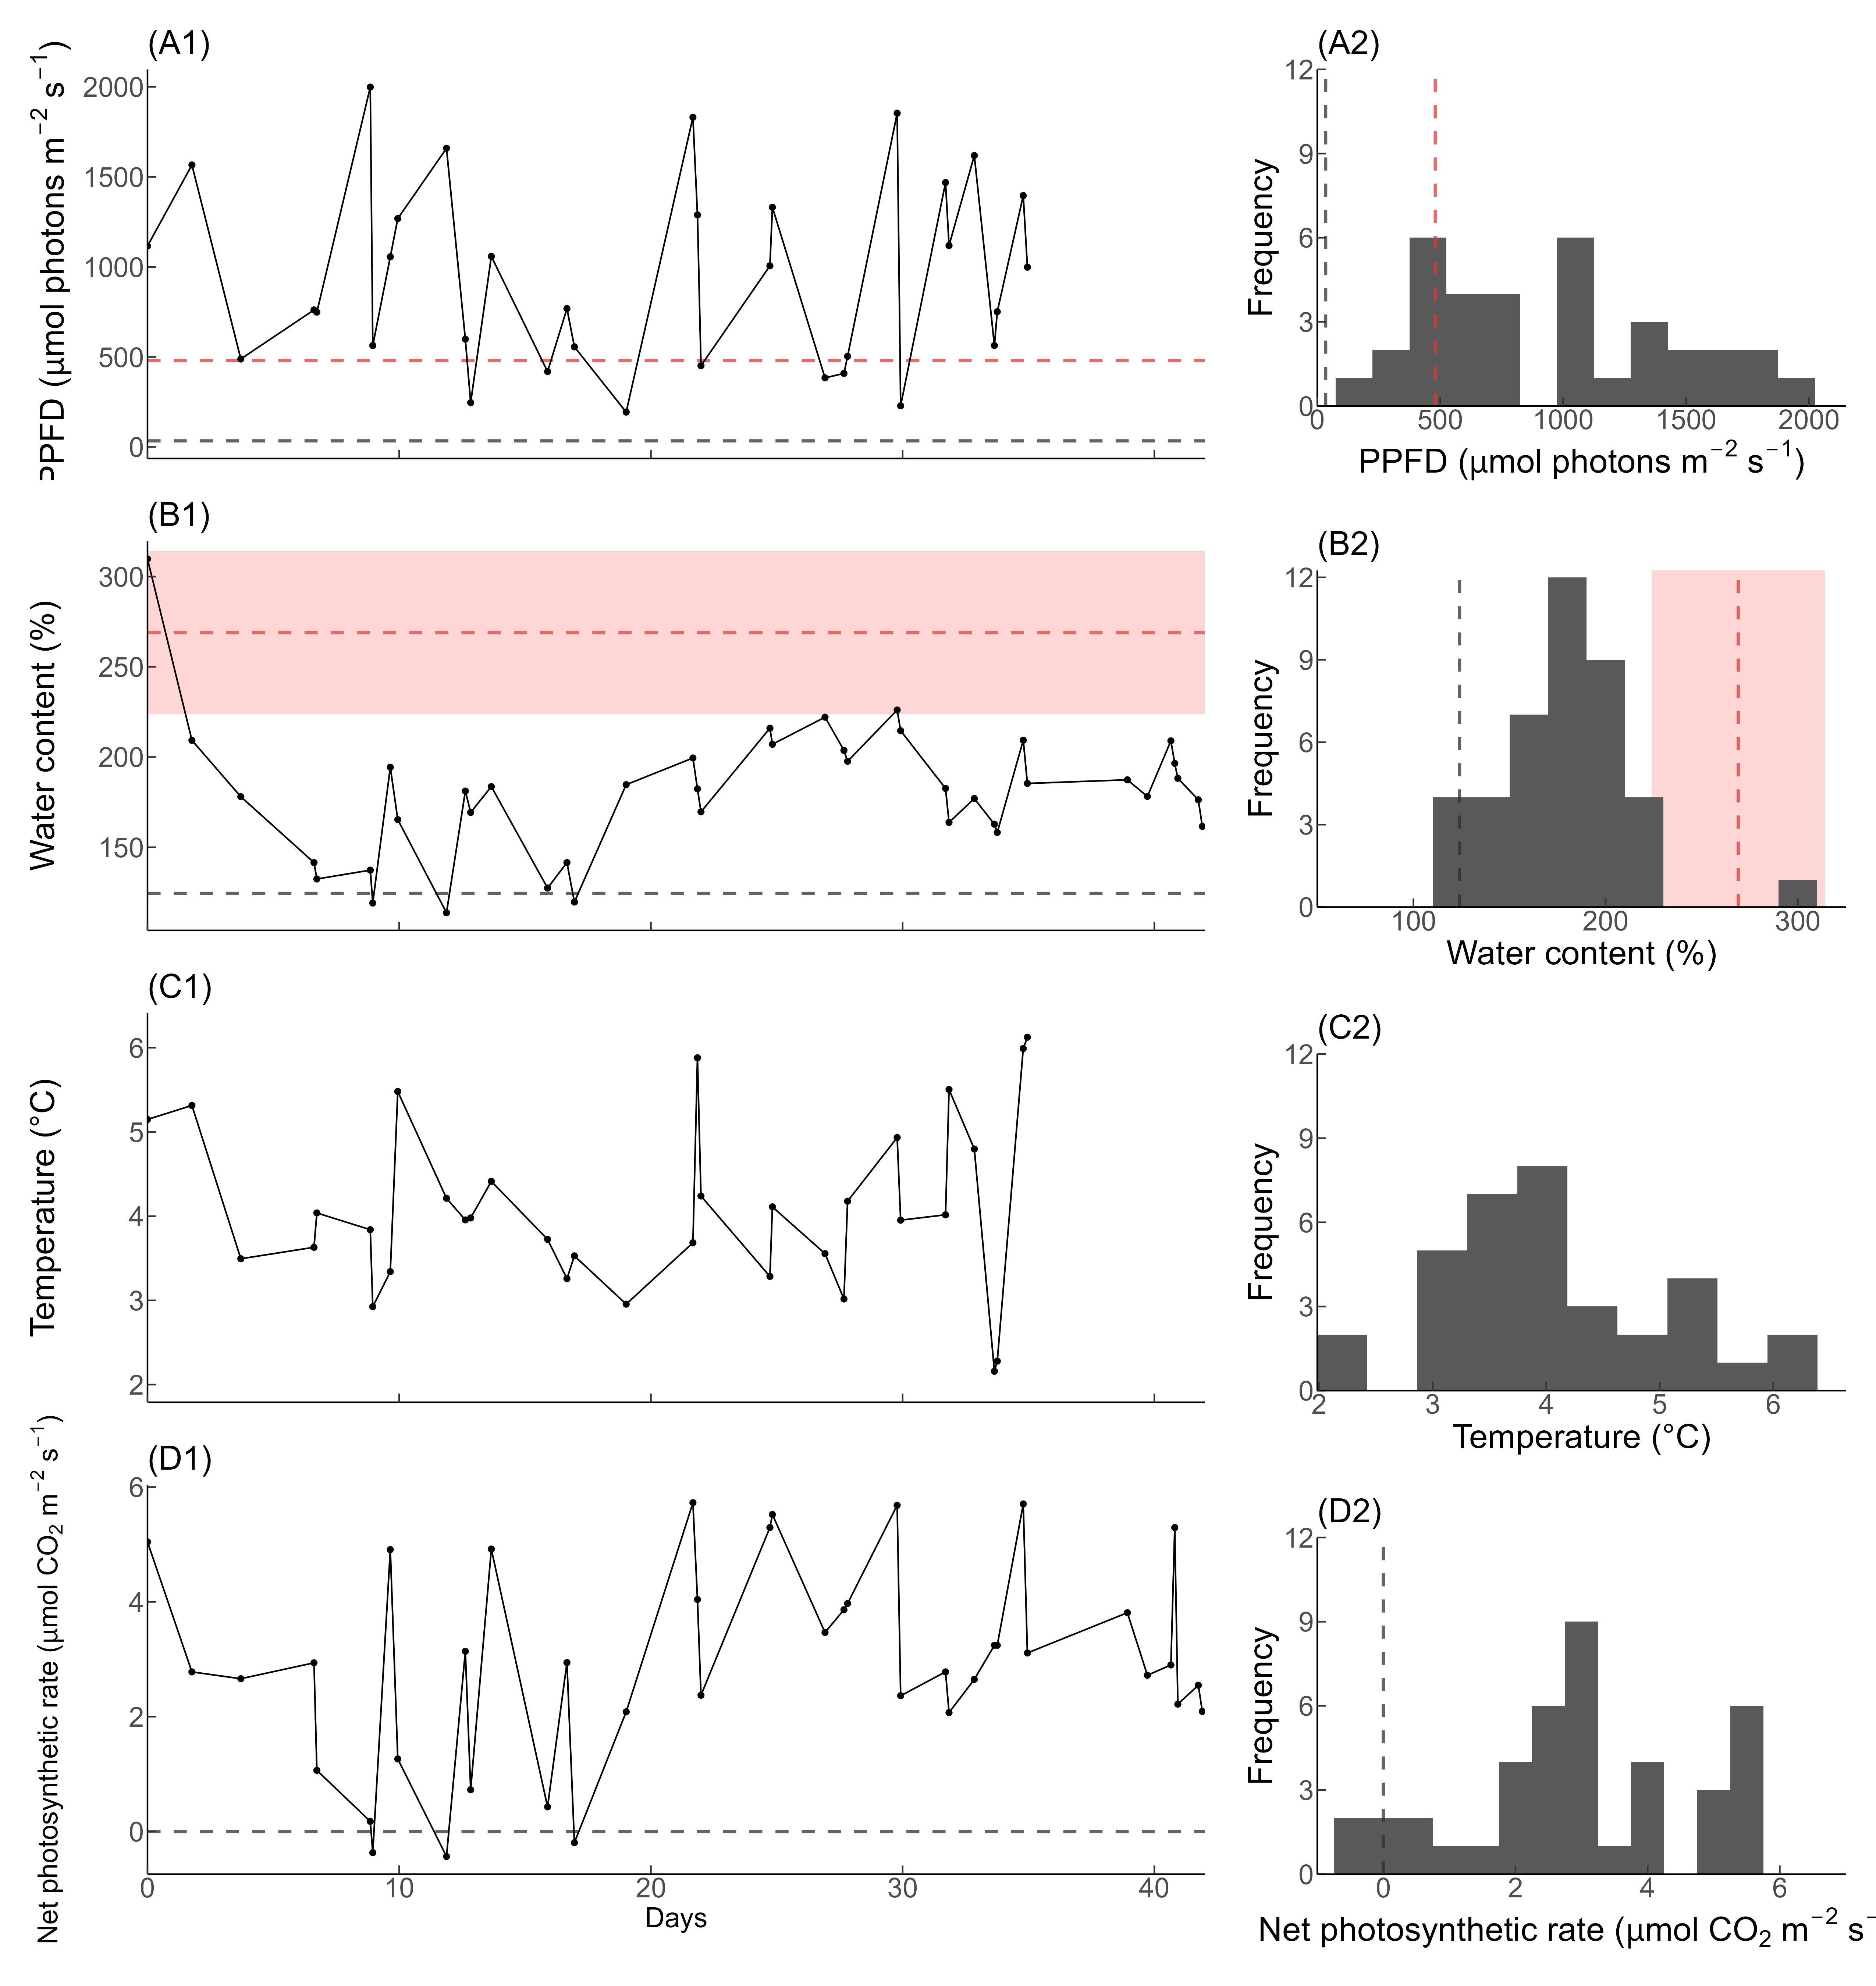 (A1)
PPFD (µmol photons m⁻² s⁻¹)
2000
1500
1000
500
0
(A2)
Frequency
12
9
6
3
0
0 500 1000 1500 2000
PPFD (µmol photons m⁻² s⁻¹)
(B1)
Water content (%)
300
250
200
150
(B2)
Frequency
12
9
6
3
0
100 200 300
Water content (%)
(C1)
Temperature (°C)
6
5
4
3
2
(C2)
Frequency
12
9
6
3
0
2 3 4 5 6
Temperature (°C)
(D1)
Net photosynthetic rate (µmol CO₂ m⁻² s⁻¹)
6
4
2
0
0 10 20 30 40
Days
(D2)
Frequency
12
9
6
3
0
0 2 4 6
Net photosynthetic rate (µmol CO₂ m⁻² s⁻